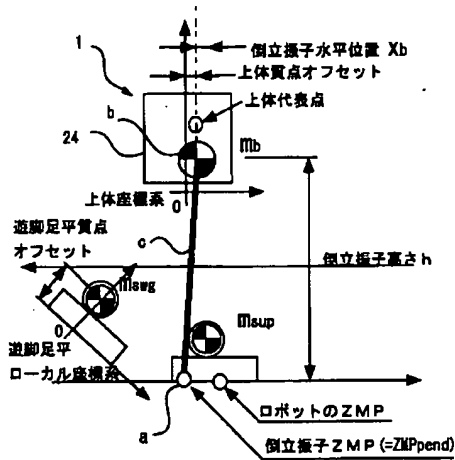 1
倒立振子水平位置 Xb
上体質点オフセット
上体代表点
b
24
mb
上体座標系
0
遊脚足平質点
オフセット
c
倒立振子高さh
mswg
msup
0
遊脚足平
ローカル座標系
a
ロボットのZMP
倒立振子ZMP(=ZMPpend)